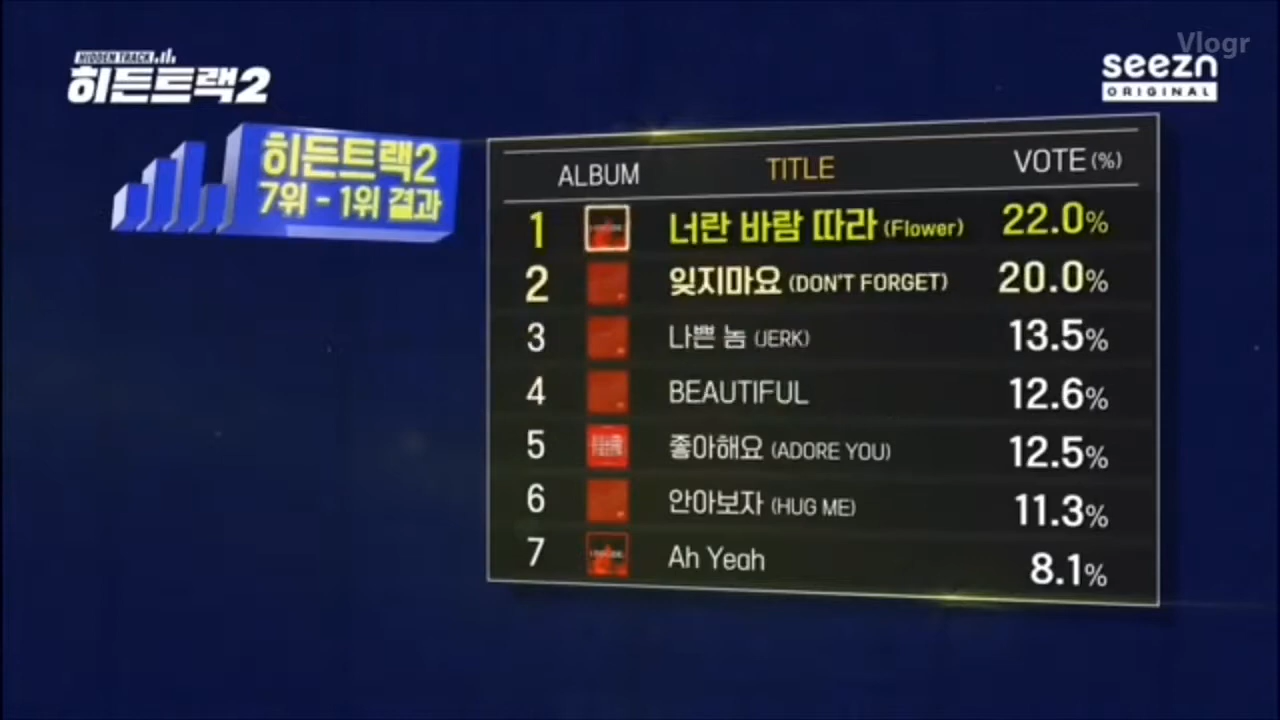 Vlogr
HIDDEN TRACK
히든트랙2
seezn
ORIGINAL
히든트랙2
7위 - 1위 결과
ALBUM TITLE VOTE (%)
1 너란 바람 따라 (Flower) 22.0%
2 잊지마요 (DON'T FORGET) 20.0%
3 나쁜 놈 (JERK) 13.5%
4 BEAUTIFUL 12.6%
5 좋아해요 (ADORE YOU) 12.5%
6 안아보자 (HUG ME) 11.3%
7 Ah Yeah 8.1%